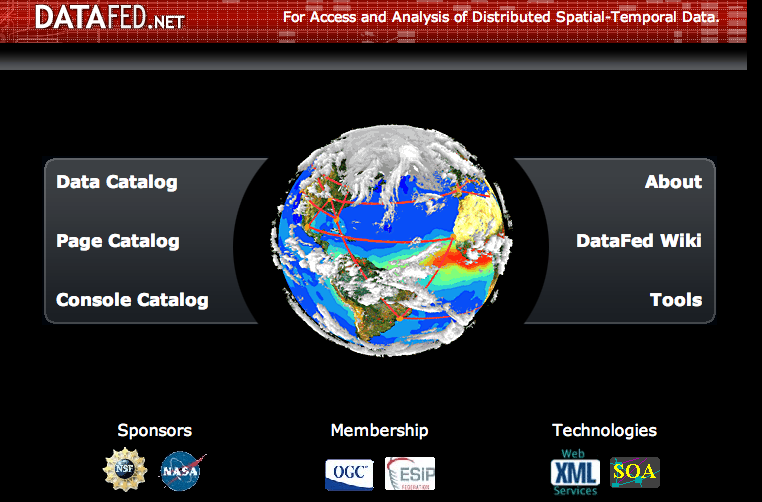 DATAFED.NET
For Access and Analysis of Distributed Spatial-Temporal Data.
Data Catalog
Page Catalog
Console Catalog
About
DataFed Wiki
Tools
Sponsors
NSF
NASA
Membership
OGC
ESIP
FEDERATION
Technologies
Web
XML
Services
SOA